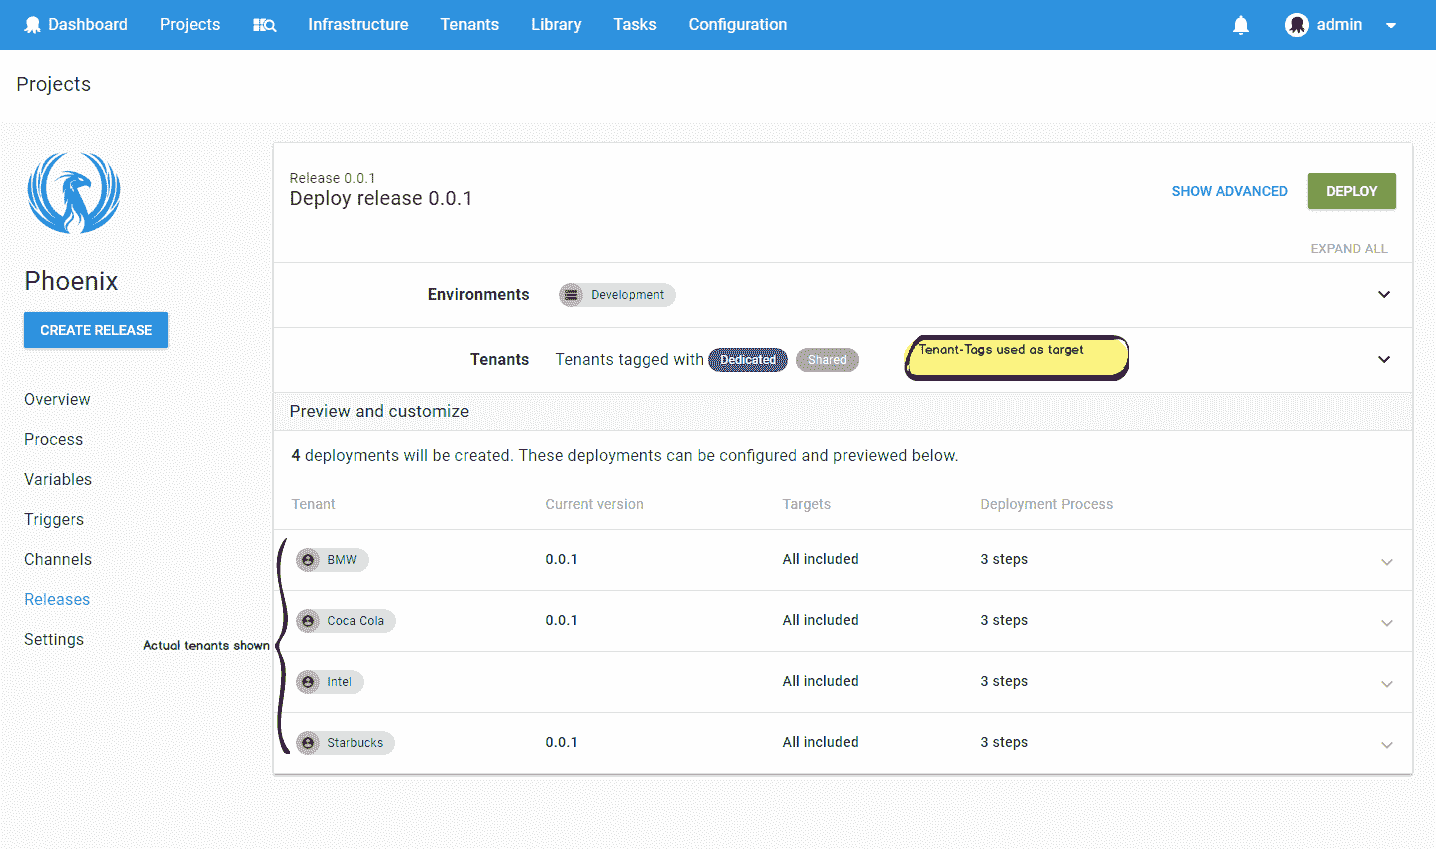 Dashboard Projects Infrastructure Tenants Library Tasks Configuration admin
Projects
Phoenix
CREATE RELEASE
Overview
Process
Variables
Triggers
Channels
Releases
Settings
Release 0.0.1
Deploy release 0.0.1
SHOW ADVANCED DEPLOY
EXPAND ALL
Environments Development
Tenants Tenants tagged with Dedicated Shared Tenant-Tags used as target
Preview and customize
4 deployments will be created. These deployments can be configured and previewed below.
Tenant Current version Targets Deployment Process
BMW 0.0.1 All included 3 steps
Coca Cola 0.0.1 All included 3 steps
Actual tenants shown
Intel All included 3 steps
Starbucks 0.0.1 All included 3 steps